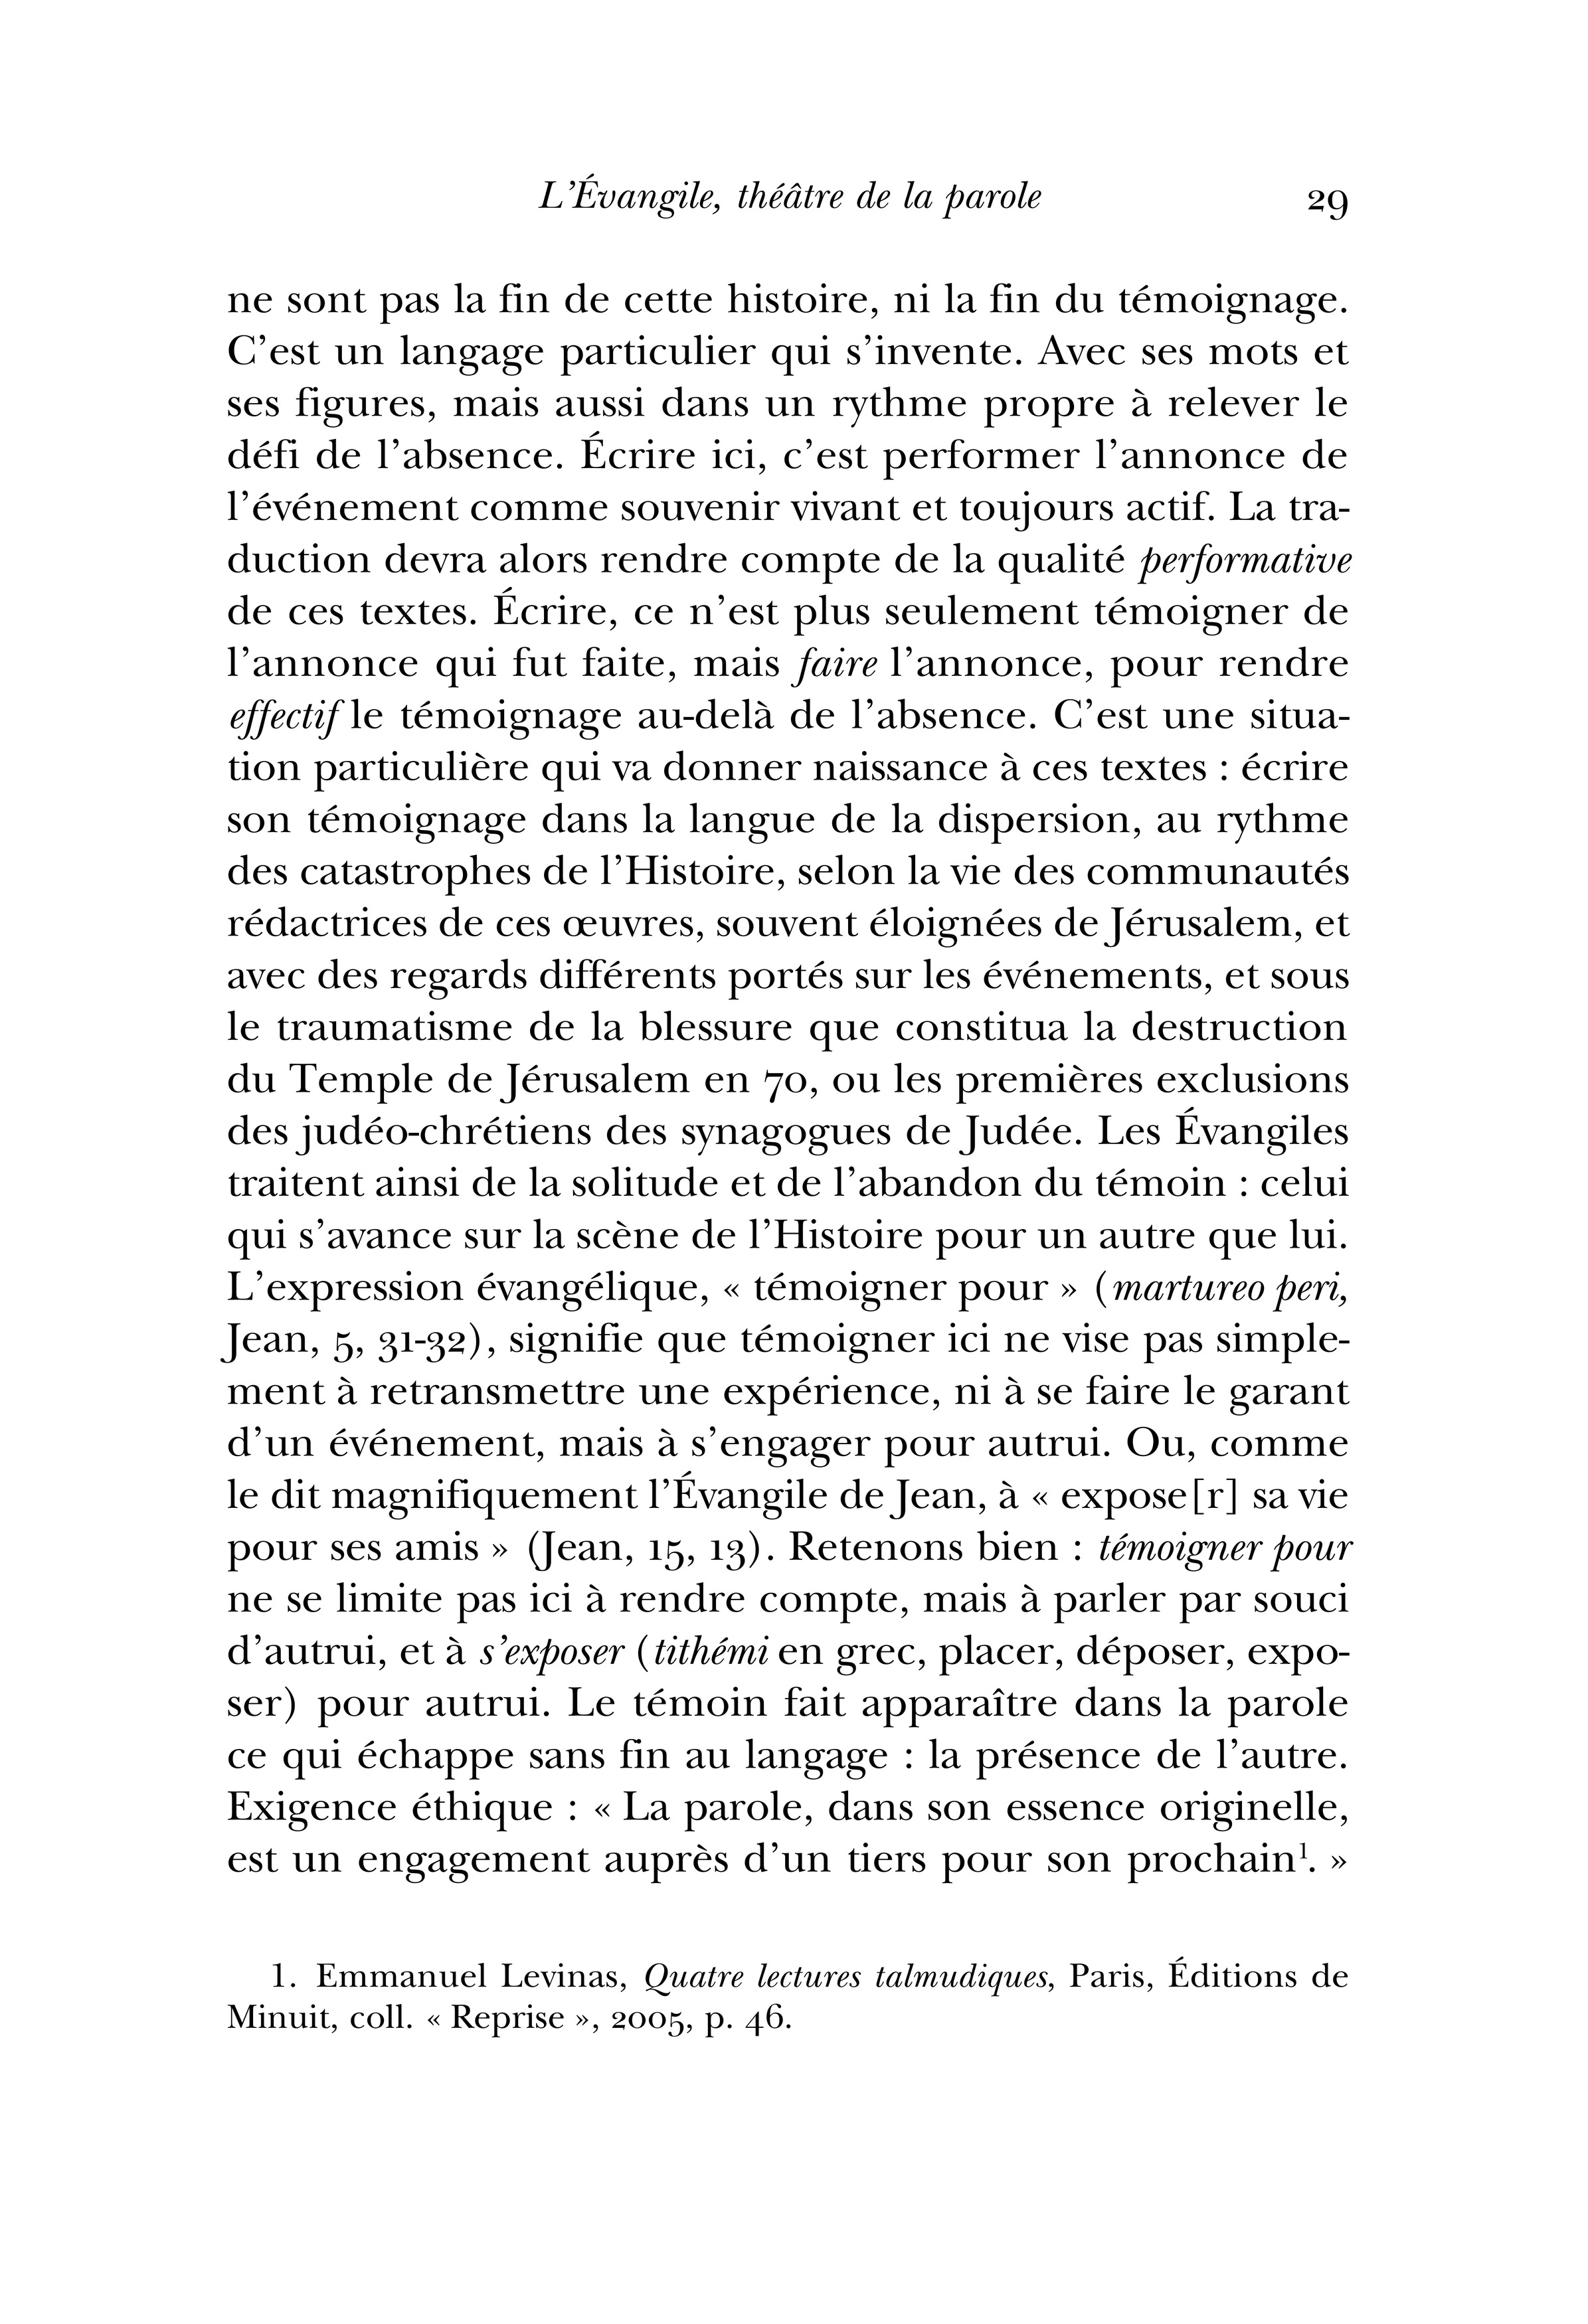 L’Évangile, théâtre de la parole 29
ne sont pas la fin de cette histoire, ni la fin du témoignage.
C’est un langage particulier qui s’invente. Avec ses mots et
ses figures, mais aussi dans un rythme propre à relever le
défi de l’absence. Écrire ici, c’est performer l’annonce de
l’événement comme souvenir vivant et toujours actif. La tra-
duction devra alors rendre compte de la qualité performative
de ces textes. Écrire, ce n’est plus seulement témoigner de
l’annonce qui fut faite, mais faire l’annonce, pour rendre
effectif le témoignage au-delà de l’absence. C’est une situa-
tion particulière qui va donner naissance à ces textes : écrire
son témoignage dans la langue de la dispersion, au rythme
des catastrophes de l’Histoire, selon la vie des communautés
rédactrices de ces œuvres, souvent éloignées de Jérusalem, et
avec des regards différents portés sur les événements, et sous
le traumatisme de la blessure que constitua la destruction
du Temple de Jérusalem en 70, ou les premières exclusions
des judéo-chrétiens des synagogues de Judée. Les Évangiles
traitent ainsi de la solitude et de l’abandon du témoin : celui
qui s’avance sur la scène de l’Histoire pour un autre que lui.
L’expression évangélique, « témoigner pour » (martureo peri,
Jean, 5, 31-32), signifie que témoigner ici ne vise pas simple-
ment à retransmettre une expérience, ni à se faire le garant
d’un événement, mais à s’engager pour autrui. Ou, comme
le dit magnifiquement l’Évangile de Jean, à « expose[r] sa vie
pour ses amis » (Jean, 15, 13). Retenons bien : témoigner pour
ne se limite pas ici à rendre compte, mais à parler par souci
d’autrui, et à s’exposer (tithémi en grec, placer, déposer, expo-
ser) pour autrui. Le témoin fait apparaître dans la parole
ce qui échappe sans fin au langage : la présence de l’autre.
Exigence éthique : « La parole, dans son essence originelle,
est un engagement auprès d’un tiers pour son prochain¹. »
1. Emmanuel Levinas, Quatre lectures talmudiques, Paris, Éditions de
Minuit, coll. « Reprise », 2005, p. 46.